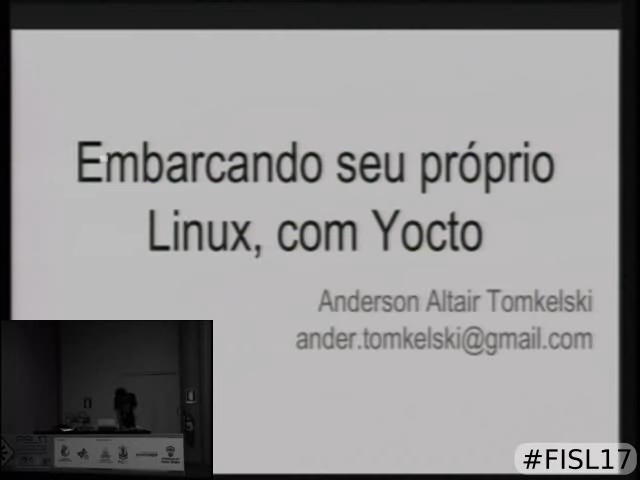 Embarcando seu próprio
Linux, com Yocto
Anderson Altair Tomkelski
ander.tomkelski@gmail.com
#FISL17